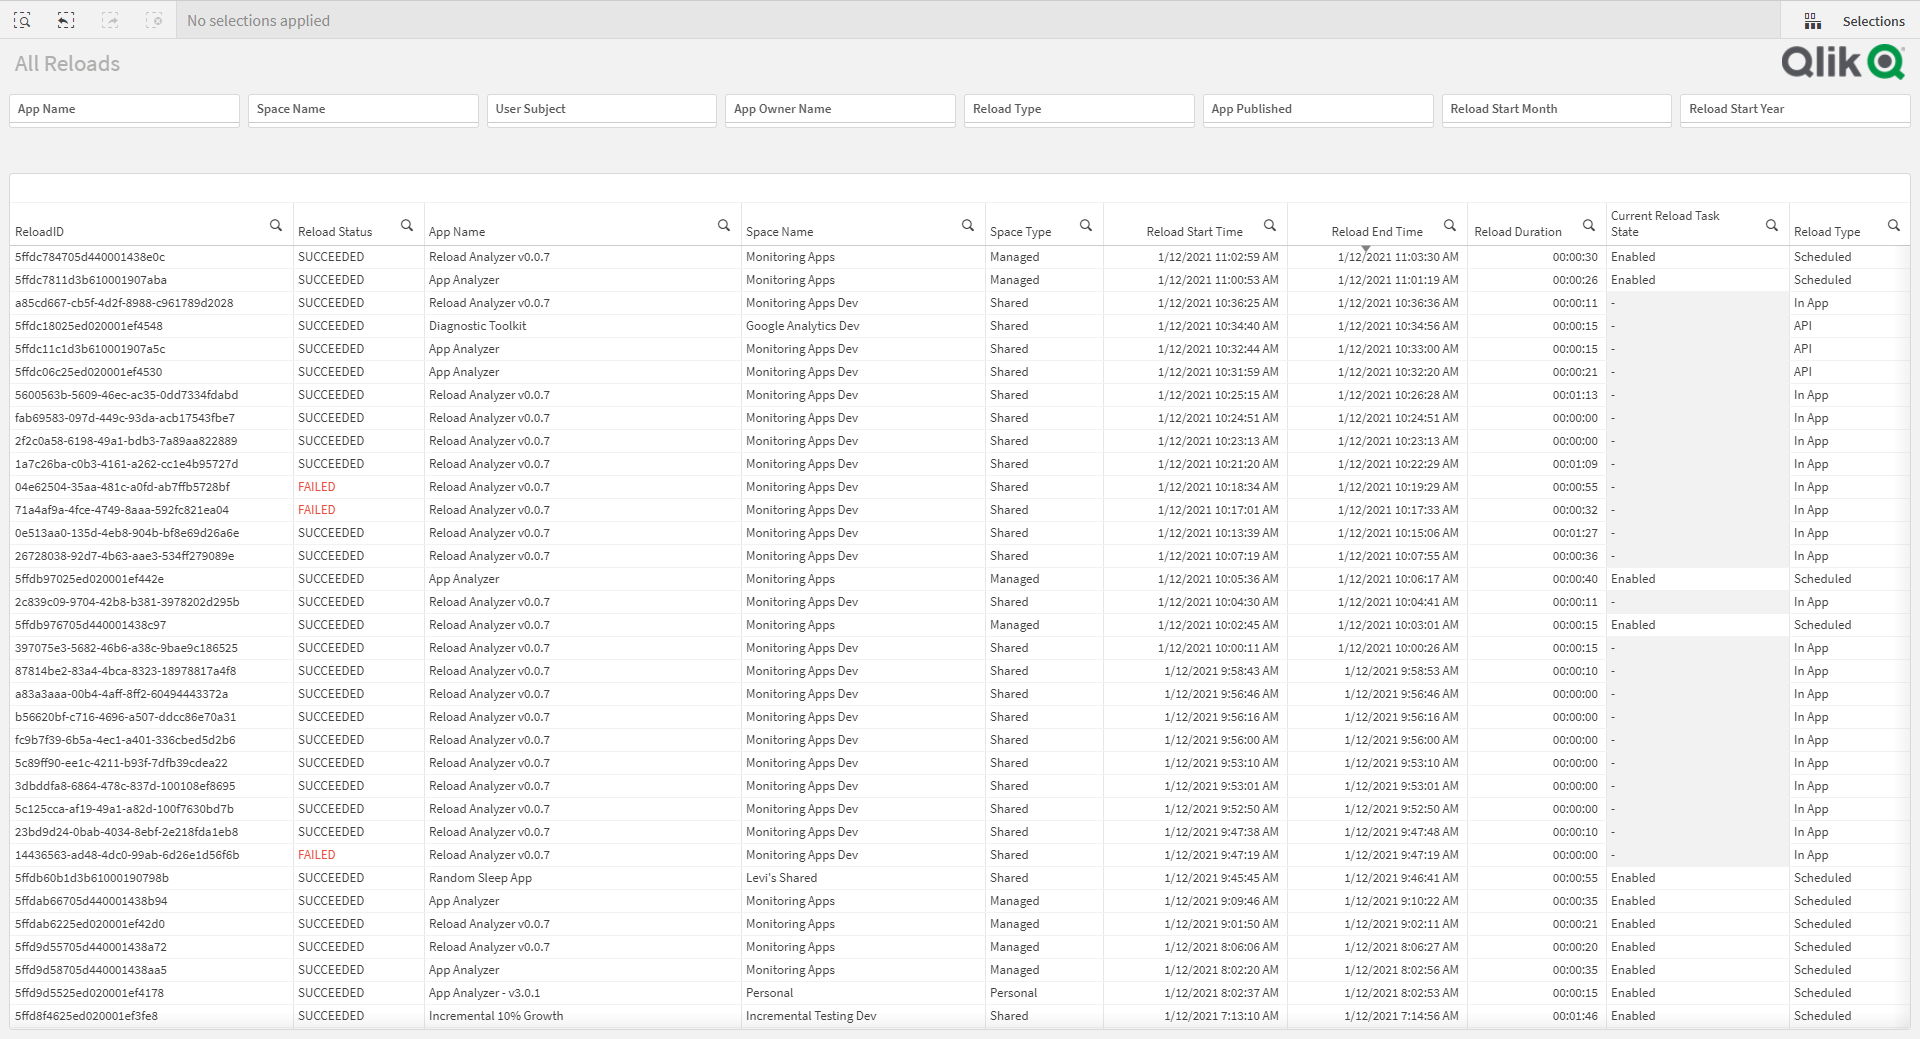 No selections applied
Selections
All Reloads
Qlik
App Name Space Name User Subject App Owner Name Reload Type App Published Reload Start Month Reload Start Year
ReloadID Reload Status App Name Space Name Space Type Reload Start Time Reload End Time Reload Duration Current Reload Task State Reload Type
5ffdc784705d440001438e0c SUCCEEDED Reload Analyzer v0.0.7 Monitoring Apps Managed 1/12/2021 11:02:59 AM 1/12/2021 11:03:30 AM 00:00:30 Enabled Scheduled
5ffdc7811d3b610001907aba SUCCEEDED App Analyzer Monitoring Apps Managed 1/12/2021 11:00:53 AM 1/12/2021 11:01:19 AM 00:00:26 Enabled Scheduled
a85cd667-cb5f-4d2f-8988-c961789d2028 SUCCEEDED Reload Analyzer v0.0.7 Monitoring Apps Dev Shared 1/12/2021 10:36:25 AM 1/12/2021 10:36:36 AM 00:00:11 - In App
5ffdc18025ed020001ef4548 SUCCEEDED Diagnostic Toolkit Google Analytics Dev Shared 1/12/2021 10:34:40 AM 1/12/2021 10:34:56 AM 00:00:15 - API
5ffdc11c1d3b610001907a5c SUCCEEDED App Analyzer Monitoring Apps Dev Shared 1/12/2021 10:32:44 AM 1/12/2021 10:33:00 AM 00:00:15 - API
5ffdc06c25ed020001ef4530 SUCCEEDED App Analyzer Monitoring Apps Dev Shared 1/12/2021 10:31:59 AM 1/12/2021 10:32:20 AM 00:00:21 - API
5600563b-5609-46ec-ac35-0dd7334fdabd SUCCEEDED Reload Analyzer v0.0.7 Monitoring Apps Dev Shared 1/12/2021 10:25:15 AM 1/12/2021 10:26:28 AM 00:01:13 - In App
fab69583-097d-449c-93da-acb17543fbe7 SUCCEEDED Reload Analyzer v0.0.7 Monitoring Apps Dev Shared 1/12/2021 10:24:51 AM 1/12/2021 10:24:51 AM 00:00:00 - In App
2f2c0a58-6198-49a1-bdb3-7a89aa822889 SUCCEEDED Reload Analyzer v0.0.7 Monitoring Apps Dev Shared 1/12/2021 10:23:13 AM 1/12/2021 10:23:13 AM 00:00:00 - In App
1a7c26ba-c0b3-4161-a262-cc1e4b95727d SUCCEEDED Reload Analyzer v0.0.7 Monitoring Apps Dev Shared 1/12/2021 10:21:20 AM 1/12/2021 10:22:29 AM 00:01:09 - In App
04e62504-35aa-481c-a0fd-ab7ffb5728bf FAILED Reload Analyzer v0.0.7 Monitoring Apps Dev Shared 1/12/2021 10:18:34 AM 1/12/2021 10:19:29 AM 00:00:55 - In App
71a4af9a-4fce-4749-8aaa-592fc821ea04 FAILED Reload Analyzer v0.0.7 Monitoring Apps Dev Shared 1/12/2021 10:17:01 AM 1/12/2021 10:17:33 AM 00:00:32 - In App
0e513aa0-135d-4eb8-904b-bf8e69d26a6e SUCCEEDED Reload Analyzer v0.0.7 Monitoring Apps Dev Shared 1/12/2021 10:13:39 AM 1/12/2021 10:15:06 AM 00:01:27 - In App
26728038-92d7-4b63-aae3-534ff279089e SUCCEEDED Reload Analyzer v0.0.7 Monitoring Apps Dev Shared 1/12/2021 10:07:19 AM 1/12/2021 10:07:55 AM 00:00:36 - In App
5ffdb97025ed020001ef442e SUCCEEDED App Analyzer Monitoring Apps Managed 1/12/2021 10:05:36 AM 1/12/2021 10:06:17 AM 00:00:40 Enabled Scheduled
2c839c09-9704-42b8-b381-3978202d295b SUCCEEDED Reload Analyzer v0.0.7 Monitoring Apps Dev Shared 1/12/2021 10:04:30 AM 1/12/2021 10:04:41 AM 00:00:11 - In App
5ffdb976705d440001438c97 SUCCEEDED Reload Analyzer v0.0.7 Monitoring Apps Managed 1/12/2021 10:02:45 AM 1/12/2021 10:03:01 AM 00:00:15 Enabled Scheduled
397075e3-5682-46b6-a38c-9bae9c186525 SUCCEEDED Reload Analyzer v0.0.7 Monitoring Apps Dev Shared 1/12/2021 10:00:11 AM 1/12/2021 10:00:26 AM 00:00:15 - In App
87814be2-83a4-4bca-8323-18978817a4f8 SUCCEEDED Reload Analyzer v0.0.7 Monitoring Apps Dev Shared 1/12/2021 9:58:43 AM 1/12/2021 9:58:53 AM 00:00:10 - In App
a83a3aaa-00b4-4aff-8ff2-60494443372a SUCCEEDED Reload Analyzer v0.0.7 Monitoring Apps Dev Shared 1/12/2021 9:56:46 AM 1/12/2021 9:56:46 AM 00:00:00 - In App
b56620bf-c716-4696-a507-ddcc86e70a31 SUCCEEDED Reload Analyzer v0.0.7 Monitoring Apps Dev Shared 1/12/2021 9:56:16 AM 1/12/2021 9:56:16 AM 00:00:00 - In App
fc9b7f39-6b5a-4ec1-a401-336cbed5d2b6 SUCCEEDED Reload Analyzer v0.0.7 Monitoring Apps Dev Shared 1/12/2021 9:56:00 AM 1/12/2021 9:56:00 AM 00:00:00 - In App
5c89ff90-ee1c-4211-b93f-7dfb39cdea22 SUCCEEDED Reload Analyzer v0.0.7 Monitoring Apps Dev Shared 1/12/2021 9:53:10 AM 1/12/2021 9:53:10 AM 00:00:00 - In App
3dbddfa8-6864-478c-837d-100108ef8695 SUCCEEDED Reload Analyzer v0.0.7 Monitoring Apps Dev Shared 1/12/2021 9:53:01 AM 1/12/2021 9:53:01 AM 00:00:00 - In App
5c125cca-af19-49a1-a82d-100f7630bd7b SUCCEEDED Reload Analyzer v0.0.7 Monitoring Apps Dev Shared 1/12/2021 9:52:50 AM 1/12/2021 9:52:50 AM 00:00:00 - In App
23bd9d24-0bab-4034-8ebf-2e218fda1eb8 SUCCEEDED Reload Analyzer v0.0.7 Monitoring Apps Dev Shared 1/12/2021 9:47:38 AM 1/12/2021 9:47:48 AM 00:00:10 - In App
14436563-ad48-4dc0-99ab-6d26e1d56f6b FAILED Reload Analyzer v0.0.7 Monitoring Apps Dev Shared 1/12/2021 9:47:19 AM 1/12/2021 9:47:19 AM 00:00:00 - In App
5ffdb60b1d3b61000190798b SUCCEEDED Random Sleep App Levi's Shared Shared 1/12/2021 9:45:45 AM 1/12/2021 9:46:41 AM 00:00:55 Enabled Scheduled
5ffdab66705d440001438b94 SUCCEEDED App Analyzer Monitoring Apps Managed 1/12/2021 9:09:46 AM 1/12/2021 9:10:22 AM 00:00:35 Enabled Scheduled
5ffdab6225ed020001ef42d0 SUCCEEDED Reload Analyzer v0.0.7 Monitoring Apps Managed 1/12/2021 9:01:50 AM 1/12/2021 9:02:11 AM 00:00:21 Enabled Scheduled
5ffd9d55705d440001438a72 SUCCEEDED Reload Analyzer v0.0.7 Monitoring Apps Managed 1/12/2021 8:06:06 AM 1/12/2021 8:06:27 AM 00:00:20 Enabled Scheduled
5ffd9d58705d440001438aa5 SUCCEEDED App Analyzer Monitoring Apps Managed 1/12/2021 8:02:20 AM 1/12/2021 8:02:56 AM 00:00:35 Enabled Scheduled
5ffd9d5525ed020001ef4178 SUCCEEDED App Analyzer - v3.0.1 Personal Personal 1/12/2021 8:02:37 AM 1/12/2021 8:02:53 AM 00:00:15 Enabled Scheduled
5ffd8f4625ed020001ef3fe8 SUCCEEDED Incremental 10% Growth Incremental Testing Dev Shared 1/12/2021 7:13:10 AM 1/12/2021 7:14:56 AM 00:01:46 Enabled Scheduled